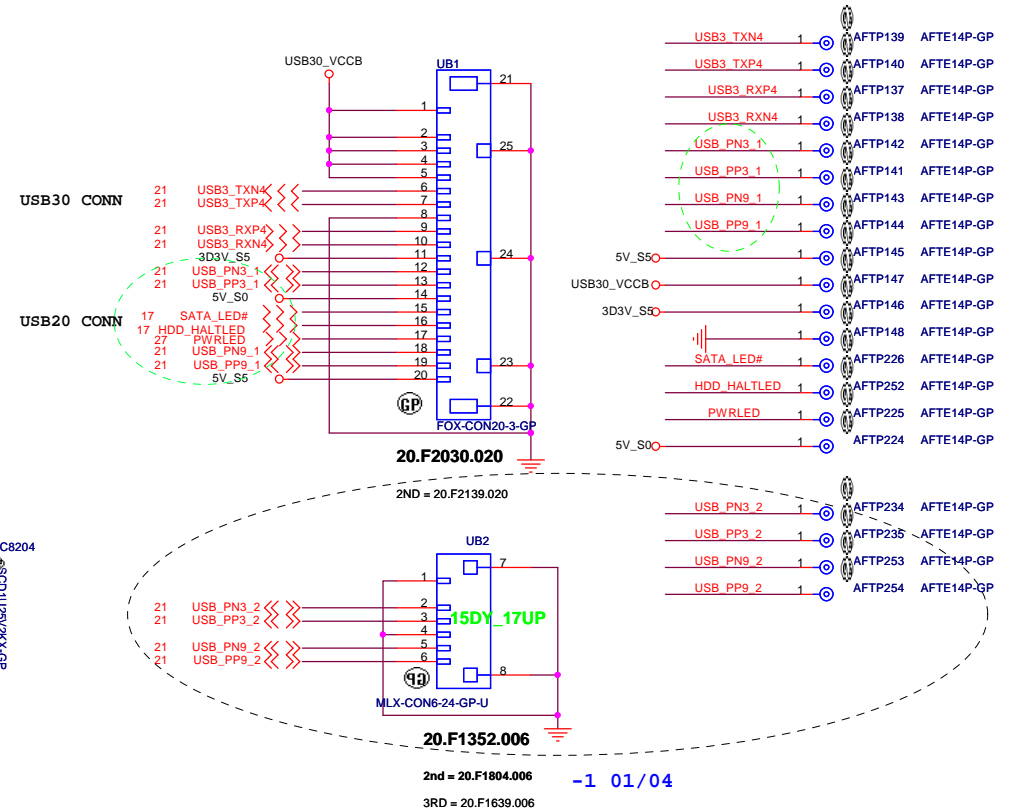 USB30_VCCB
UB1
21
1
2
25
3
4
5
USB30 CONN
21 USB3_TXN4 6
21 USB3_TXP4 7
8
21 USB3_RXP4 9
21 USB3_RXN4 10
3D3V_S5 11 24
21 USB_PN3_1 12
21 USB_PP3_1 13
5V_S0 14
USB20 CONN
17 SATA_LED# 15
17 HDD_HALTLED 16
27 PWRLED 17
21 USB_PN9_1 18
21 USB_PP9_1 19 23
5V_S5 20
22
GP
FOX-CON20-3-GP
20.F2030.020
2ND = 20.F2139.020
USB3_TXN4 1 AFTP139 AFTE14P-GP
USB3_TXP4 1 AFTP140 AFTE14P-GP
USB3_RXP4 1 AFTP137 AFTE14P-GP
USB3_RXN4 1 AFTP138 AFTE14P-GP
USB_PN3_1 1 AFTP142 AFTE14P-GP
USB_PP3_1 1 AFTP141 AFTE14P-GP
USB_PN9_1 1 AFTP143 AFTE14P-GP
USB_PP9_1 1 AFTP144 AFTE14P-GP
5V_S5 1 AFTP145 AFTE14P-GP
USB30_VCCB 1 AFTP147 AFTE14P-GP
3D3V_S5 1 AFTP146 AFTE14P-GP
1 AFTP148 AFTE14P-GP
SATA_LED# 1 AFTP226 AFTE14P-GP
HDD_HALTLED 1 AFTP252 AFTE14P-GP
PWRLED 1 AFTP225 AFTE14P-GP
5V_S0 1 AFTP224 AFTE14P-GP
USB_PN3_2 1 AFTP234 AFTE14P-GP
USB_PP3_2 1 AFTP235 AFTE14P-GP
USB_PN9_2 1 AFTP253 AFTE14P-GP
USB_PP9_2 1 AFTP254 AFTE14P-GP
C8204
UB2
7
1
21 USB_PN3_2 2
21 USB_PP3_2 3
15DY_17UP
4
21 USB_PN9_2 5
21 USB_PP9_2 6
8
GP
MLX-CON6-24-GP-U
20.F1352.006
2nd = 20.F1804.006
-1 01/04
3RD = 20.F1639.006